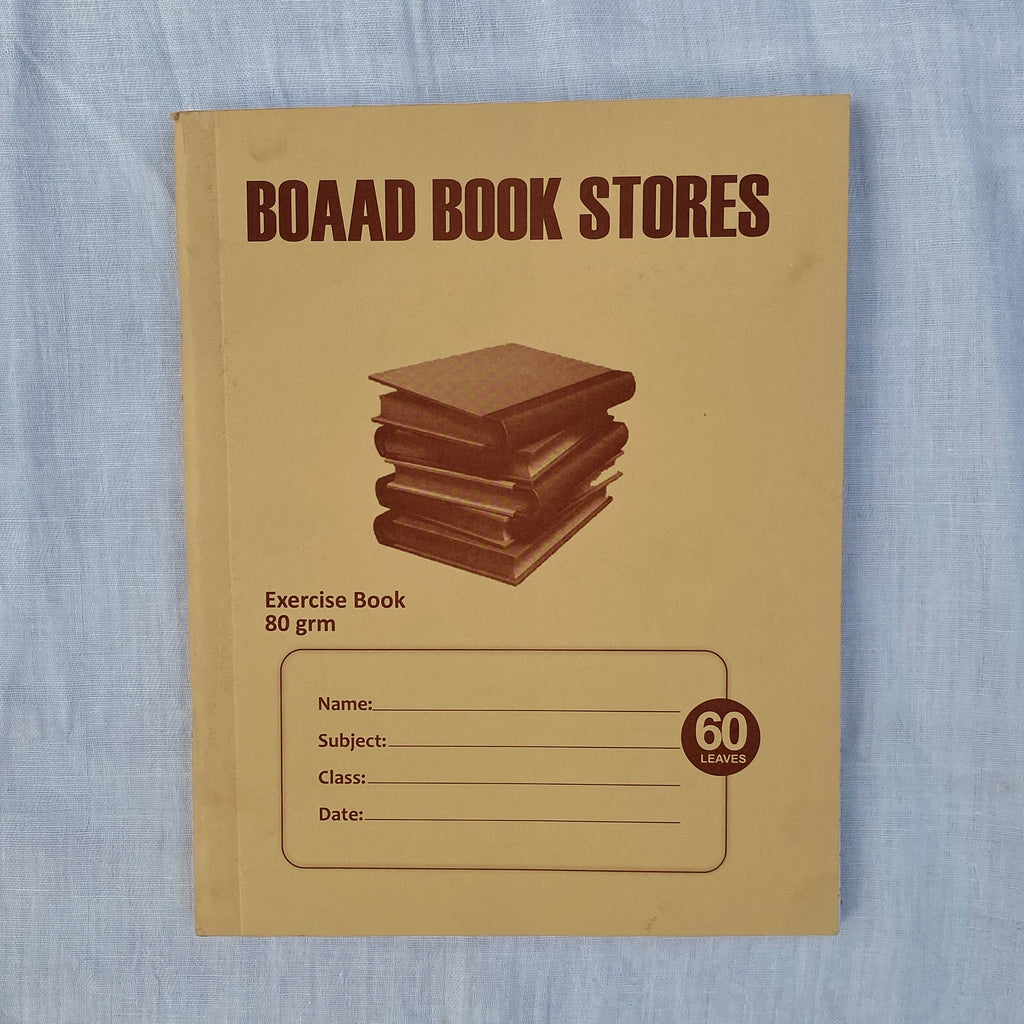 BOAAD BOOK STORES
Exercise Book
80 grm
Name:
Subject:
Class:
Date:
60
LEAVES